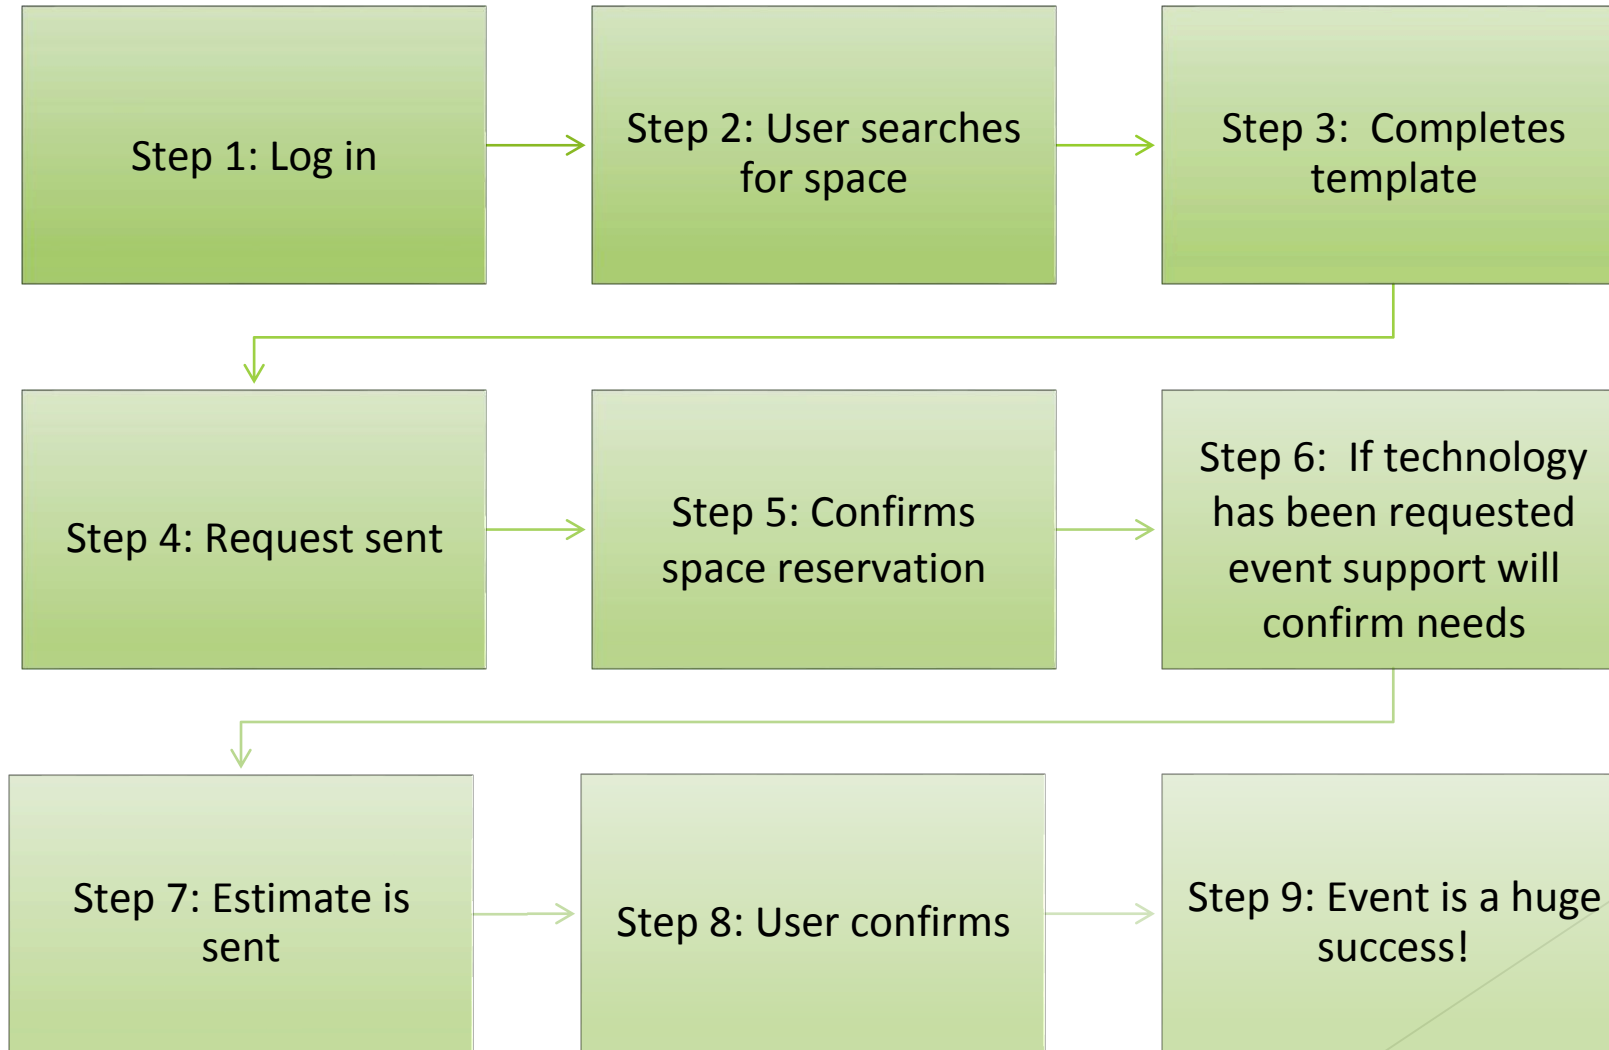 Step 1: Log in
Step 2: User searches
for space
Step 3:  Completes
template
Step 4: Request sent
Step 5: Confirms
space reservation
Step 6:  If technology
has been requested
event support will
confirm needs
Step 7: Estimate is
sent
Step 8: User confirms
Step 9: Event is a huge
success!